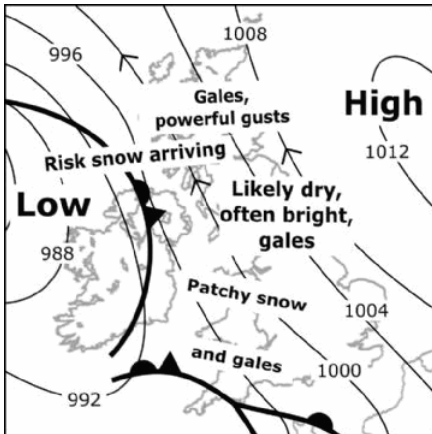 1008
996
Gales,
powerful gusts
High
1012
Risk snow arriving
Low
Likely dry,
often bright,
gales
988
Patchy snow
1004
and gales
1000
992